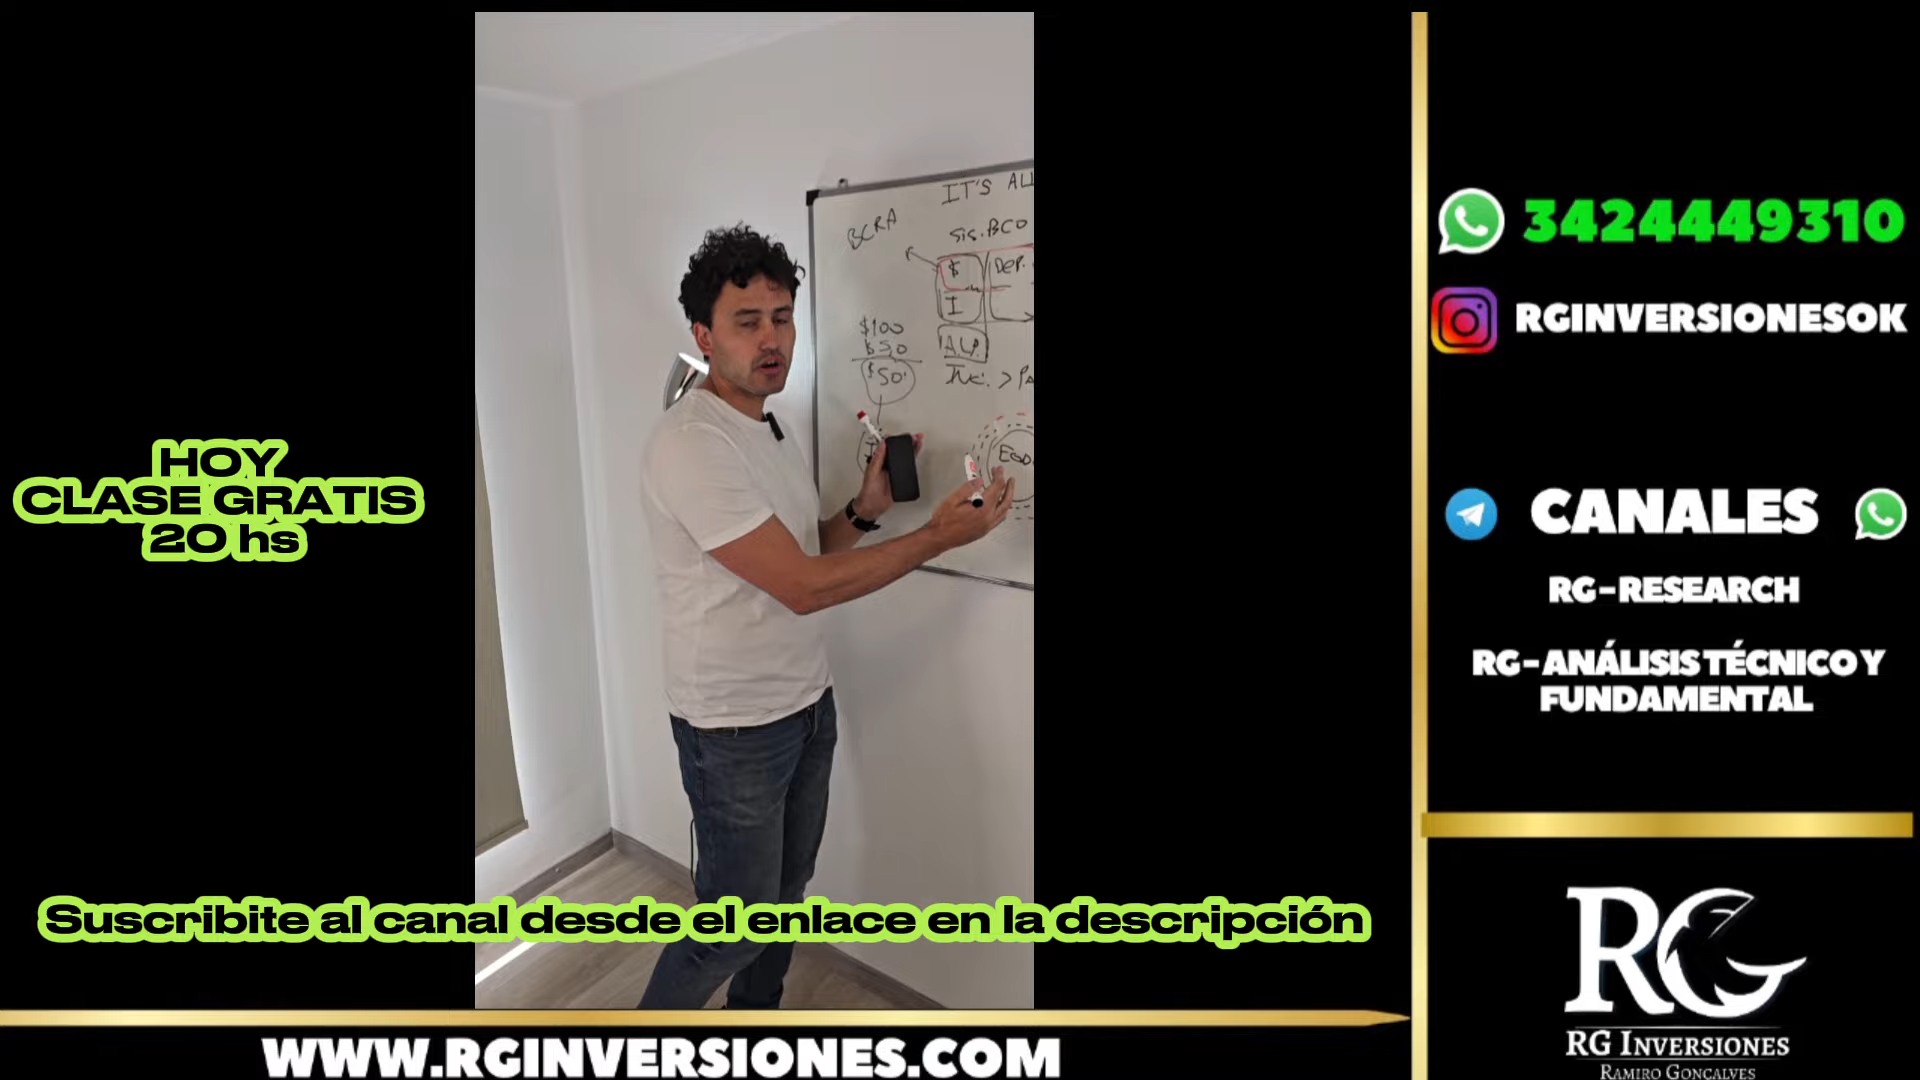 HOY
CLASE GRATIS
20 hs
IT'S ALL
BCRA
SIS. BCO
$
DEP.
I
$100
$50
$50
Suscribite al canal desde el enlace en la descripción
WWW.RGINVERSIONES.COM
3424449310
RGINVERSIONESOK
CANALES
RG-RESEARCH
RG-ANÁLISIS TÉCNICO Y
FUNDAMENTAL
RG
RG INVERSIONES
RAMIRO GONCALVES